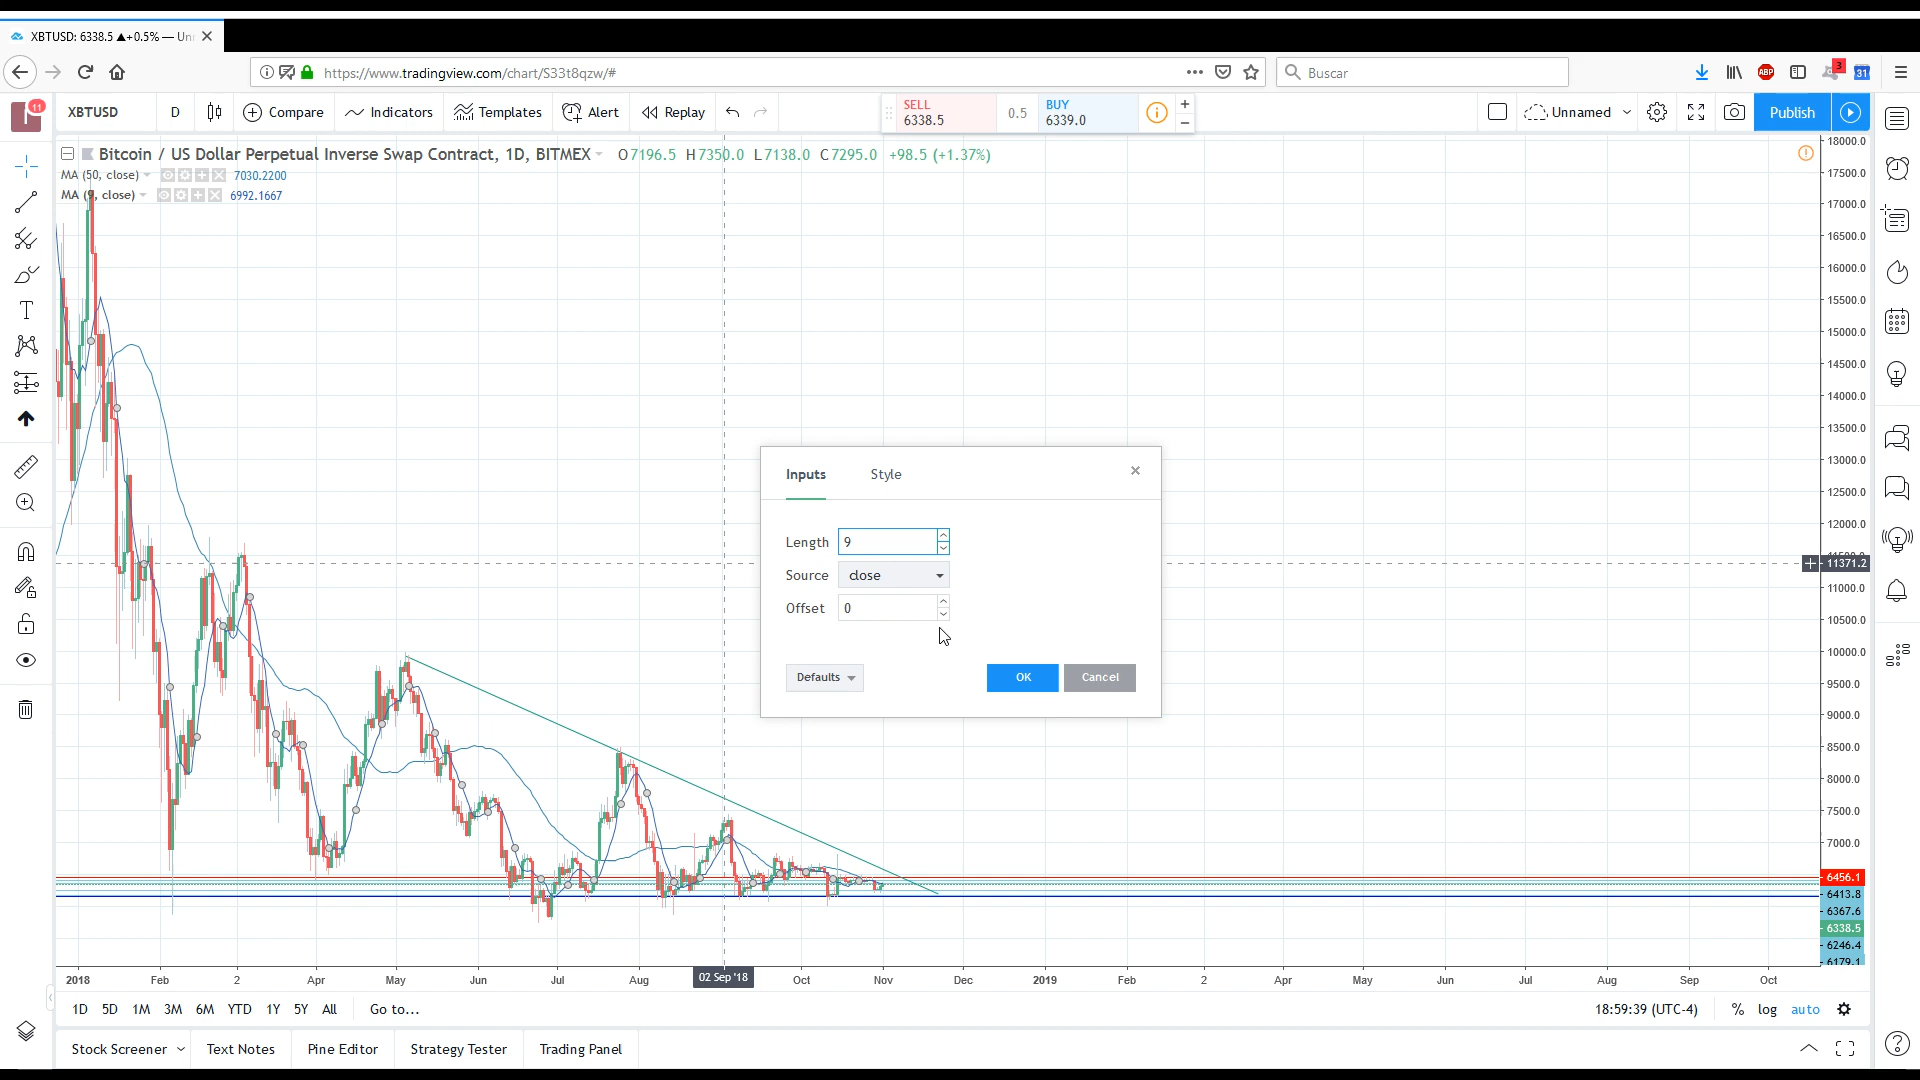 XBTUSD: 6338.5 ▲+0.5% — Un
https://www.tradingview.com/chart/S33t8qzw/#
Buscar
ABP
3
31
11
XBTUSD
D
Compare
Indicators
Templates
Alert
Replay
SELL
6338.5
0.5
BUY
6339.0
+
−
Unnamed
Publish
Bitcoin / US Dollar Perpetual Inverse Swap Contract, 1D, BITMEX
O7196.5 H7350.0 L7138.0 C7295.0 +98.5 (+1.37%)
MA (50, close) 7030.2200
MA (9, close) 6992.1667
18000.0
17500.0
17000.0
16500.0
16000.0
15500.0
15000.0
14500.0
14000.0
13500.0
13000.0
12500.0
12000.0
11371.2
11000.0
10500.0
10000.0
9500.0
9000.0
8500.0
8000.0
7500.0
7000.0
6456.1
6413.8
6367.6
6338.5
6246.4
6179.1
Inputs
Style
Length 9
Source close
Offset 0
Defaults
OK
Cancel
2018 Feb 2 Apr May Jun Jul Aug 02 Sep '18 Oct Nov Dec 2019 Feb 2 Apr May Jun Jul Aug Sep Oct
1D 5D 1M 3M 6M YTD 1Y 5Y All Go to...
18:59:39 (UTC-4) % log auto
Stock Screener
Text Notes
Pine Editor
Strategy Tester
Trading Panel